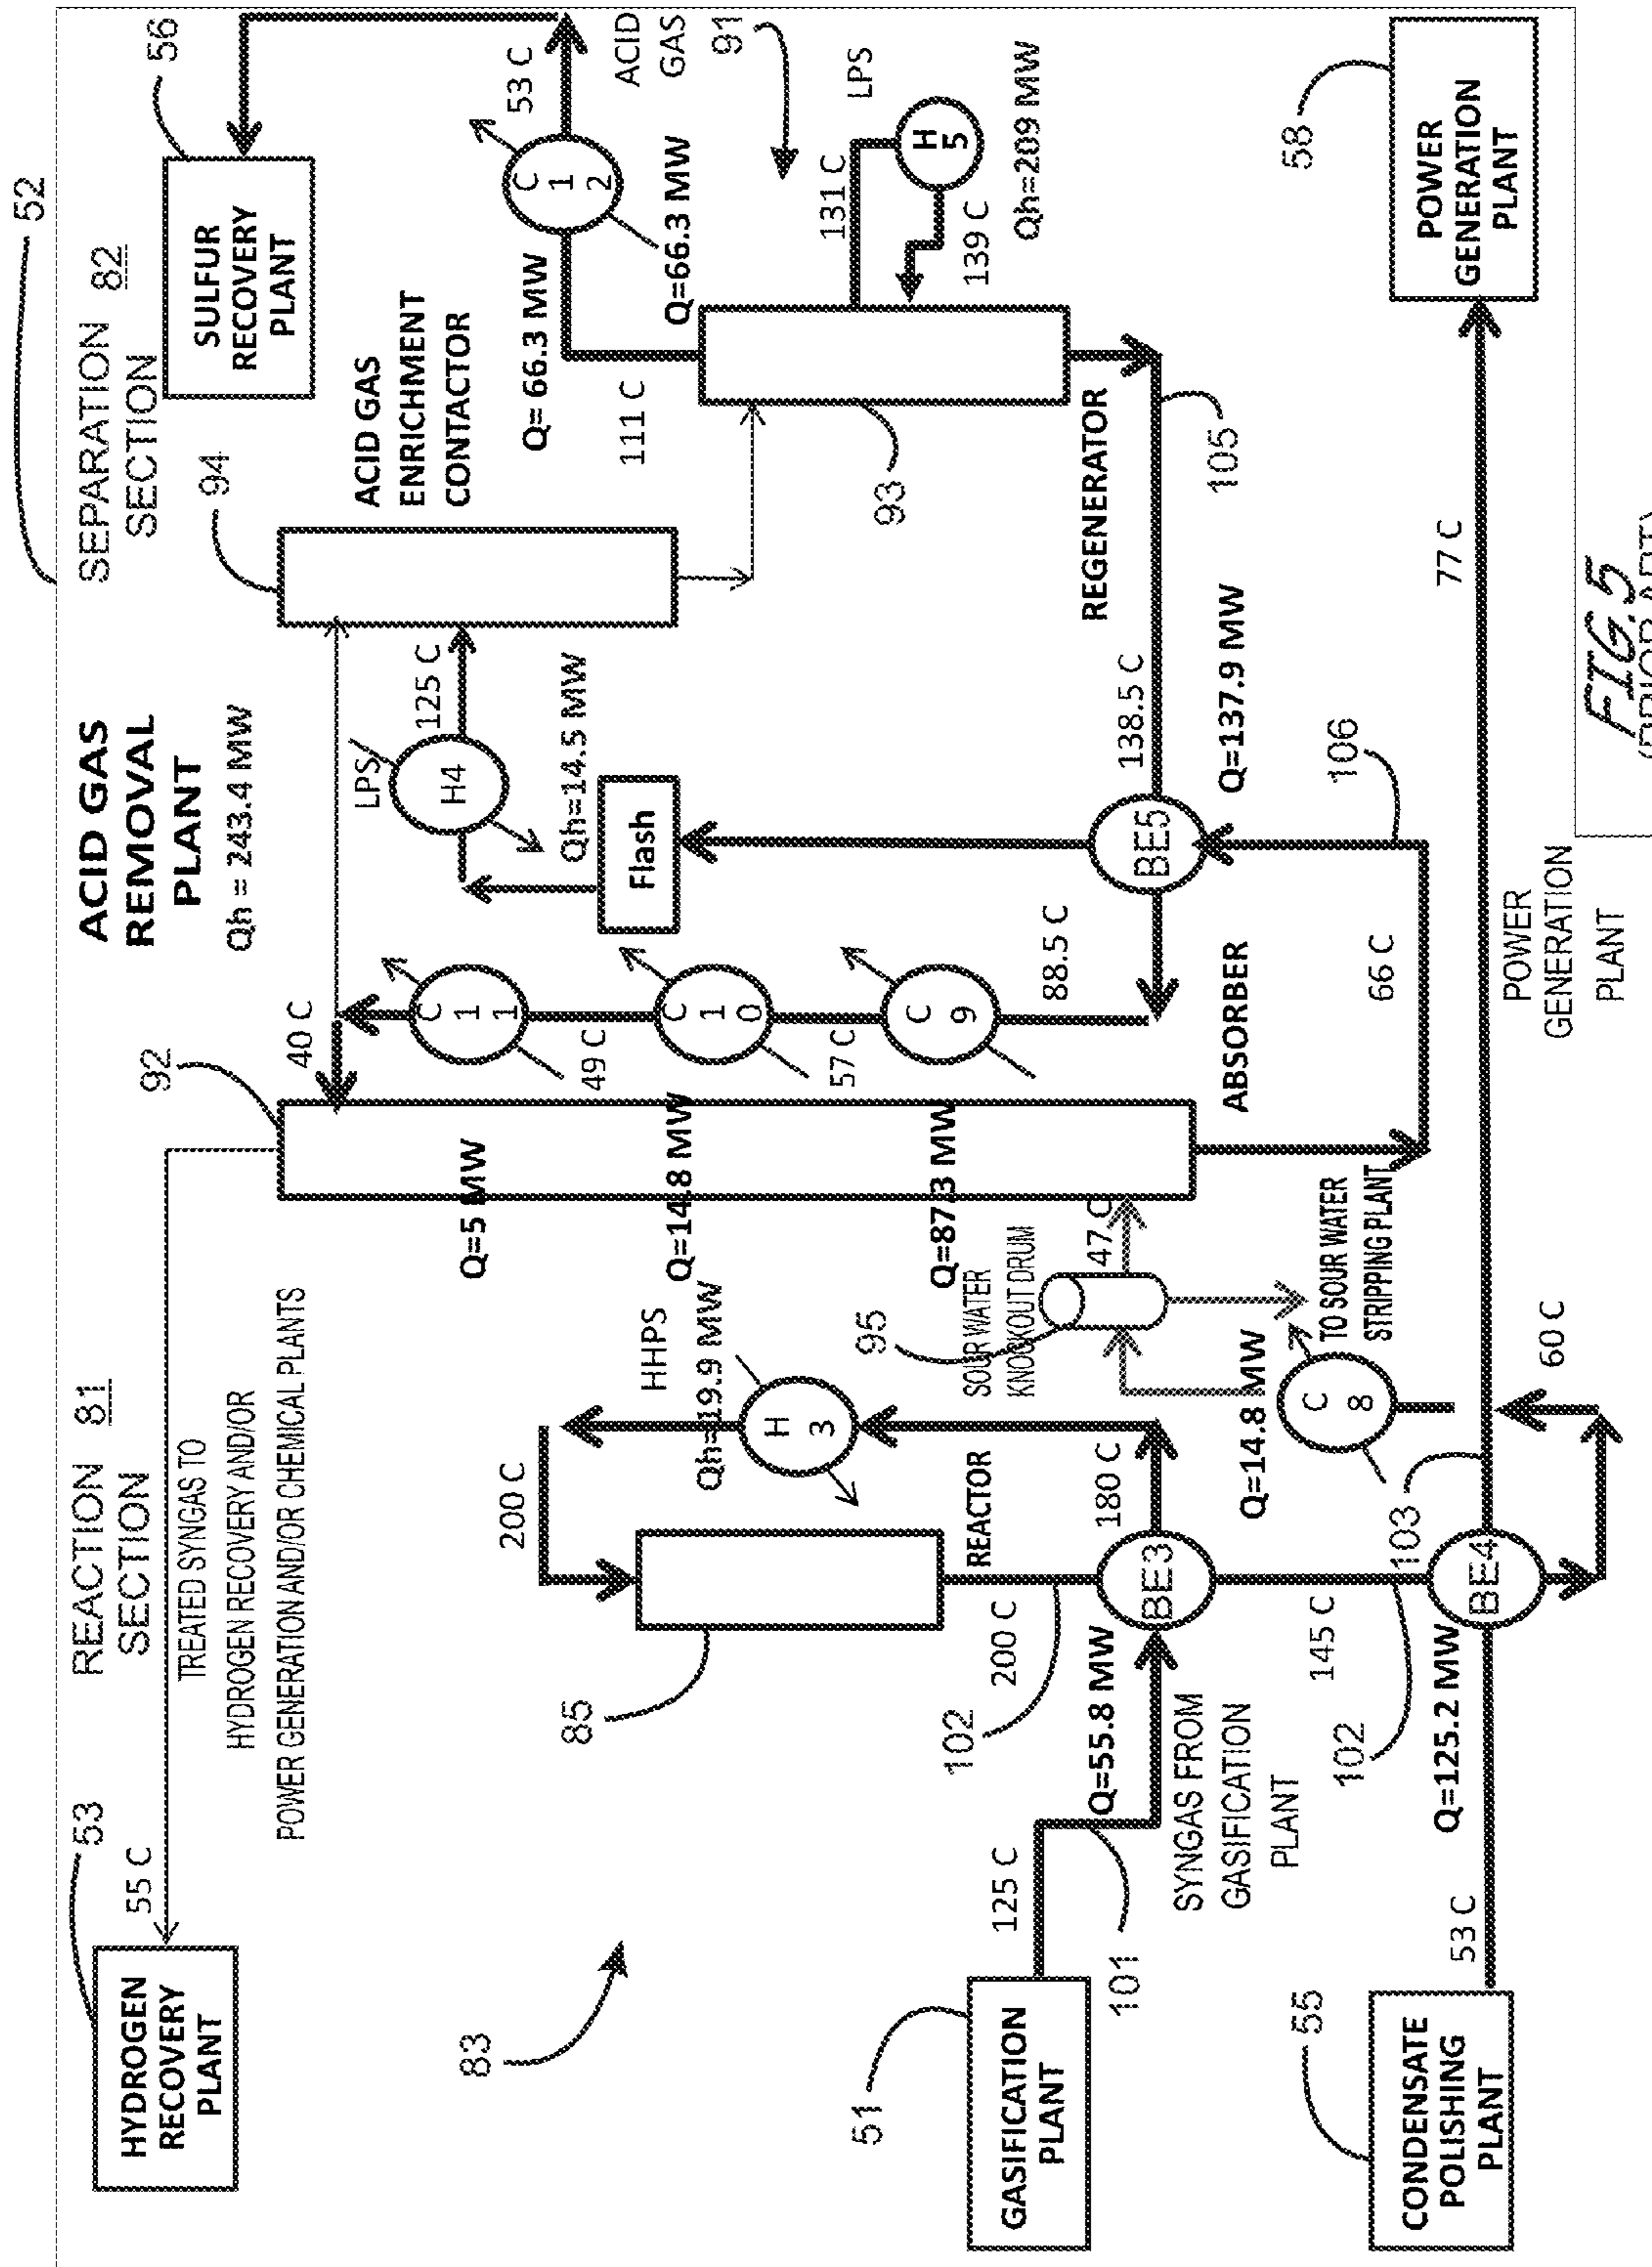 52
ACID GAS
REMOVAL
PLANT
Qh = 243.4 MW
REACTION 81
SECTION
SEPARATION 82
SECTION
53
HYDROGEN
RECOVERY
PLANT
55 C
TREATED SYNGAS TO
HYDROGEN RECOVERY AND/OR
POWER GENERATION AND/OR CHEMICAL PLANTS
92
40 C
94
ACID GAS
ENRICHMENT
CONTACTOR
56
SULFUR
RECOVERY
PLANT
53 C
ACID
GAS
C
1
2
Q= 66.3 MW
Q=66.3 MW
111 C
91
LPS
H
5
131 C
139 C
Qh=209 MW
93
REGENERATOR
105
LPS
H4
125 C
Qh=14.5 MW
Flash
C
1
1
49 C
C
1
0
57 C
C
9
88.5 C
BE5
138.5 C
Q=137.9 MW
106
66 C
ABSORBER
Q=5 MW
Q=14.8 MW
Q=87.3 MW
83
200 C
HHPS
Qh=19.9 MW
H
3
85
REACTOR
102
200 C
180 C
BE3
Q=55.8 MW
95
SOUR WATER
KNOCKOUT DRUM
47 C
TO SOUR WATER
STRIPPING PLANT
Q=14.8 MW
C
8
51
GASIFICATION
PLANT
125 C
101
SYNGAS FROM
GASIFICATION
PLANT
145 C
102
103
BE4
Q=125.2 MW
60 C
55
CONDENSATE
POLISHING
PLANT
53 C
77 C
POWER
GENERATION
PLANT
58
POWER
GENERATION
PLANT
FIG.5
(PRIOR ART)